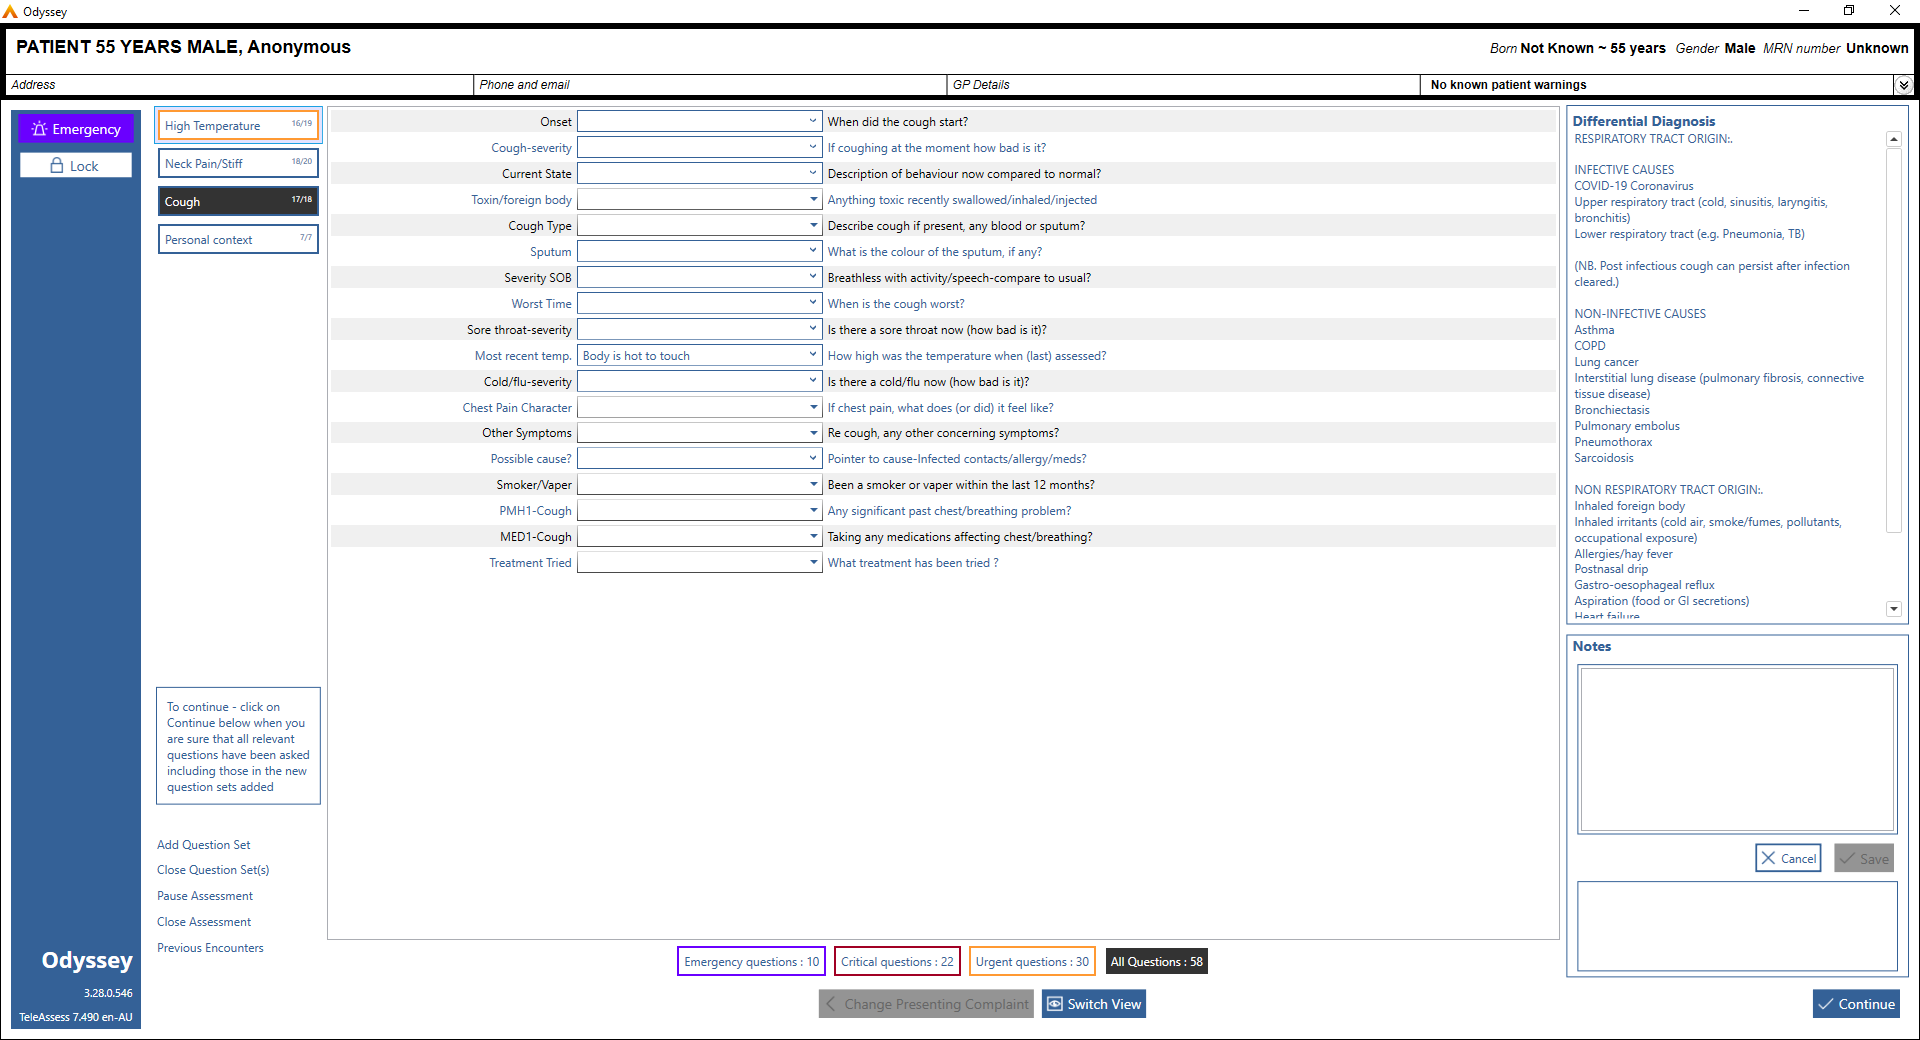 Odyssey
PATIENT 55 YEARS MALE, Anonymous
Born Not Known ~ 55 years Gender Male MRN number Unknown
Address
Phone and email
GP Details
No known patient warnings
Emergency
Lock
High Temperature 16/19
Neck Pain/Stiff 18/20
Cough 17/18
Personal context 7/7
Onset When did the cough start?
Cough-severity If coughing at the moment how bad is it?
Current State Description of behaviour now compared to normal?
Toxin/foreign body Anything toxic recently swallowed/inhaled/injected
Cough Type Describe cough if present, any blood or sputum?
Sputum What is the colour of the sputum, if any?
Severity SOB Breathless with activity/speech-compare to usual?
Worst Time When is the cough worst?
Sore throat-severity Is there a sore throat now (how bad is it)?
Most recent temp. Body is hot to touch How high was the temperature when (last) assessed?
Cold/flu-severity Is there a cold/flu now (how bad is it)?
Chest Pain Character If chest pain, what does (or did) it feel like?
Other Symptoms Re cough, any other concerning symptoms?
Possible cause? Pointer to cause-Infected contacts/allergy/meds?
Smoker/Vaper Been a smoker or vaper within the last 12 months?
PMH1-Cough Any significant past chest/breathing problem?
MED1-Cough Taking any medications affecting chest/breathing?
Treatment Tried What treatment has been tried ?
Differential Diagnosis
RESPIRATORY TRACT ORIGIN:.
INFECTIVE CAUSES
COVID-19 Coronavirus
Upper respiratory tract (cold, sinusitis, laryngitis,
bronchitis)
Lower respiratory tract (e.g. Pneumonia, TB)
(NB. Post infectious cough can persist after infection
cleared.)
NON-INFECTIVE CAUSES
Asthma
COPD
Lung cancer
Interstitial lung disease (pulmonary fibrosis, connective
tissue disease)
Bronchiectasis
Pulmonary embolus
Pneumothorax
Sarcoidosis
NON RESPIRATORY TRACT ORIGIN:.
Inhaled foreign body
Inhaled irritants (cold air, smoke/fumes, pollutants,
occupational exposure)
Allergies/hay fever
Postnasal drip
Gastro-oesophageal reflux
Aspiration (food or GI secretions)
Heart failure
Notes
Cancel
Save
To continue - click on
Continue below when you
are sure that all relevant
questions have been asked
including those in the new
question sets added
Add Question Set
Close Question Set(s)
Pause Assessment
Close Assessment
Previous Encounters
Odyssey
3.28.0.546
TeleAssess 7.490 en-AU
Emergency questions : 10
Critical questions : 22
Urgent questions : 30
All Questions : 58
Change Presenting Complaint
Switch View
Continue